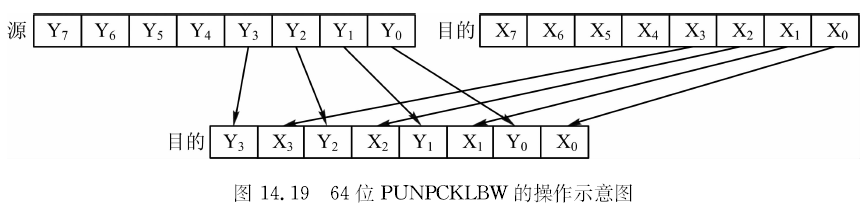 源 Y₇ Y₆ Y₅ Y₄ Y₃ Y₂ Y₁ Y₀ 目的 X₇ X₆ X₅ X₄ X₃ X₂ X₁ X₀
目的 Y₃ X₃ Y₂ X₂ Y₁ X₁ Y₀ X₀
图 14.19 64 位 PUNPCKLBW 的操作示意图